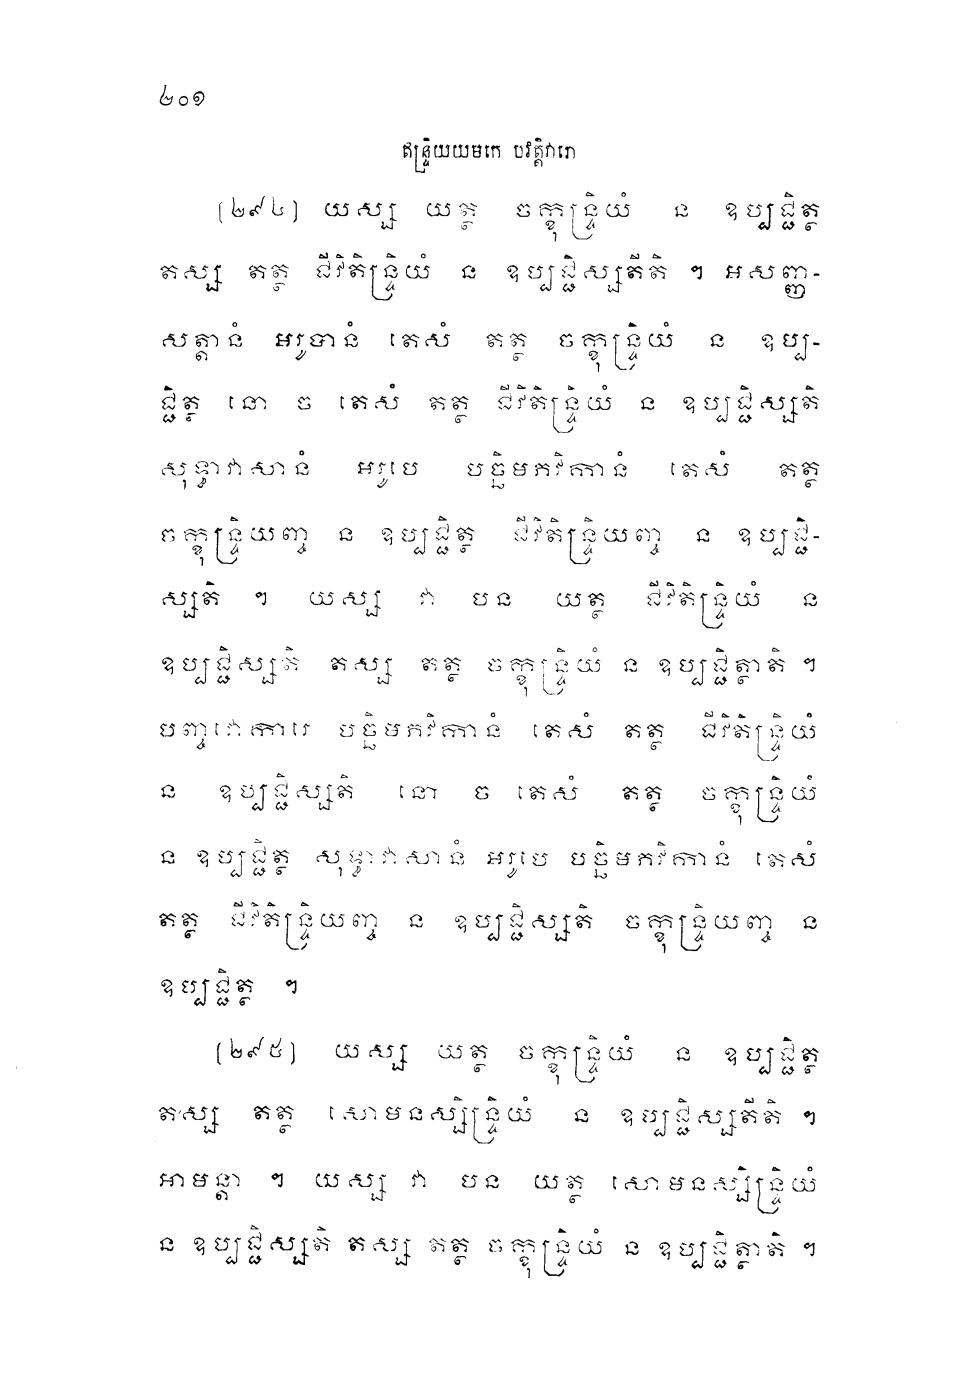 ២០១
ឥន្ទ្រិយយមកេ បវត្តិវារោ
(២៩៤) យស្ស យត្ថ ចក្ខុន្ទ្រិយំ ន ឧប្បជ្ជិត្ថ
តស្ស តត្ថ ជីវិតិន្ទ្រិយំ ន ឧប្បជ្ជិស្សតីតិ ៗ អសញ្ញ-
សត្តានំ អរូបានំ តេសំ តត្ថ ចក្ខុន្ទ្រិយំ ន ឧប្ប-
ជ្ជិត្ថ នោ ច តេសំ តត្ថ ជីវិតិន្ទ្រិយំ ន ឧប្បជ្ជិស្សតិ
សុទ្ធាវាសានំ អរូបេ បច្ឆិមភវិកានំ តេសំ តត្ថ
ចក្ខុន្ទ្រិយញ្ច ន ឧប្បជ្ជិត្ថ ជីវិតិន្ទ្រិយញ្ច ន ឧប្បជ្ជិ-
ស្សតិ ៗ យស្ស វា បន យត្ថ ជីវិតិន្ទ្រិយំ ន
ឧប្បជ្ជិស្សតិ តស្ស តត្ថ ចក្ខុន្ទ្រិយំ ន ឧប្បជ្ជិត្ថាតិ ៗ
បញ្ចវោការេ បច្ឆិមភវិកានំ តេសំ តត្ថ ជីវិតិន្ទ្រិយំ
ន ឧប្បជ្ជិស្សតិ នោ ច តេសំ តត្ថ ចក្ខុន្ទ្រិយំ
ន ឧប្បជ្ជិត្ថ សុទ្ធាវាសានំ អរូបេ បច្ឆិមភវិកានំ តេសំ
តត្ថ ជីវិតិន្ទ្រិយញ្ច ន ឧប្បជ្ជិស្សតិ ចក្ខុន្ទ្រិយញ្ច ន
ឧប្បជ្ជិត្ថ ៗ
(២៩៥) យស្ស យត្ថ ចក្ខុន្ទ្រិយំ ន ឧប្បជ្ជិត្ថ
តស្ស តត្ថ សោមនស្សិន្ទ្រិយំ ន ឧប្បជ្ជិស្សតីតិ ៗ
អាមន្តា ៗ យស្ស វា បន យត្ថ សោមនស្សិន្ទ្រិយំ
ន ឧប្បជ្ជិស្សតិ តស្ស តត្ថ ចក្ខុន្ទ្រិយំ ន ឧប្បជ្ជិត្ថាតិ ៗ